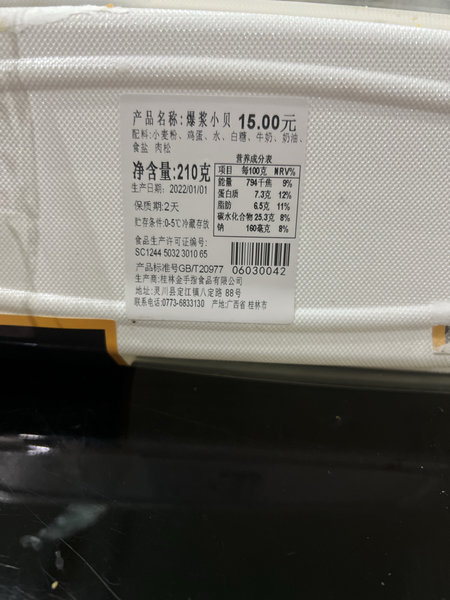 产品名称:爆浆小贝 15.00元
配料:小麦粉、鸡蛋、水、白糖、牛奶、奶油、
食盐 肉松
净含量:210克
生产日期: 2022/01/01
保质期:2天
贮存条件:0-5℃冷藏存放
食品生产许可证编号:
SC1244 5032 3010 65
产品标准号GB/T20977
营养成分表
项目 每100克 NRV%
能量 794千焦 9%
蛋白质 7.3克 12%
脂肪 6.5克 11%
碳水化合物 25.3克 8%
钠 160毫克 8%
06030042
生产商:桂林金手指食品有限公司
地址:灵川县定江镇八定路 88号
联系电话:0773-6833130 产地:广西省 桂林市